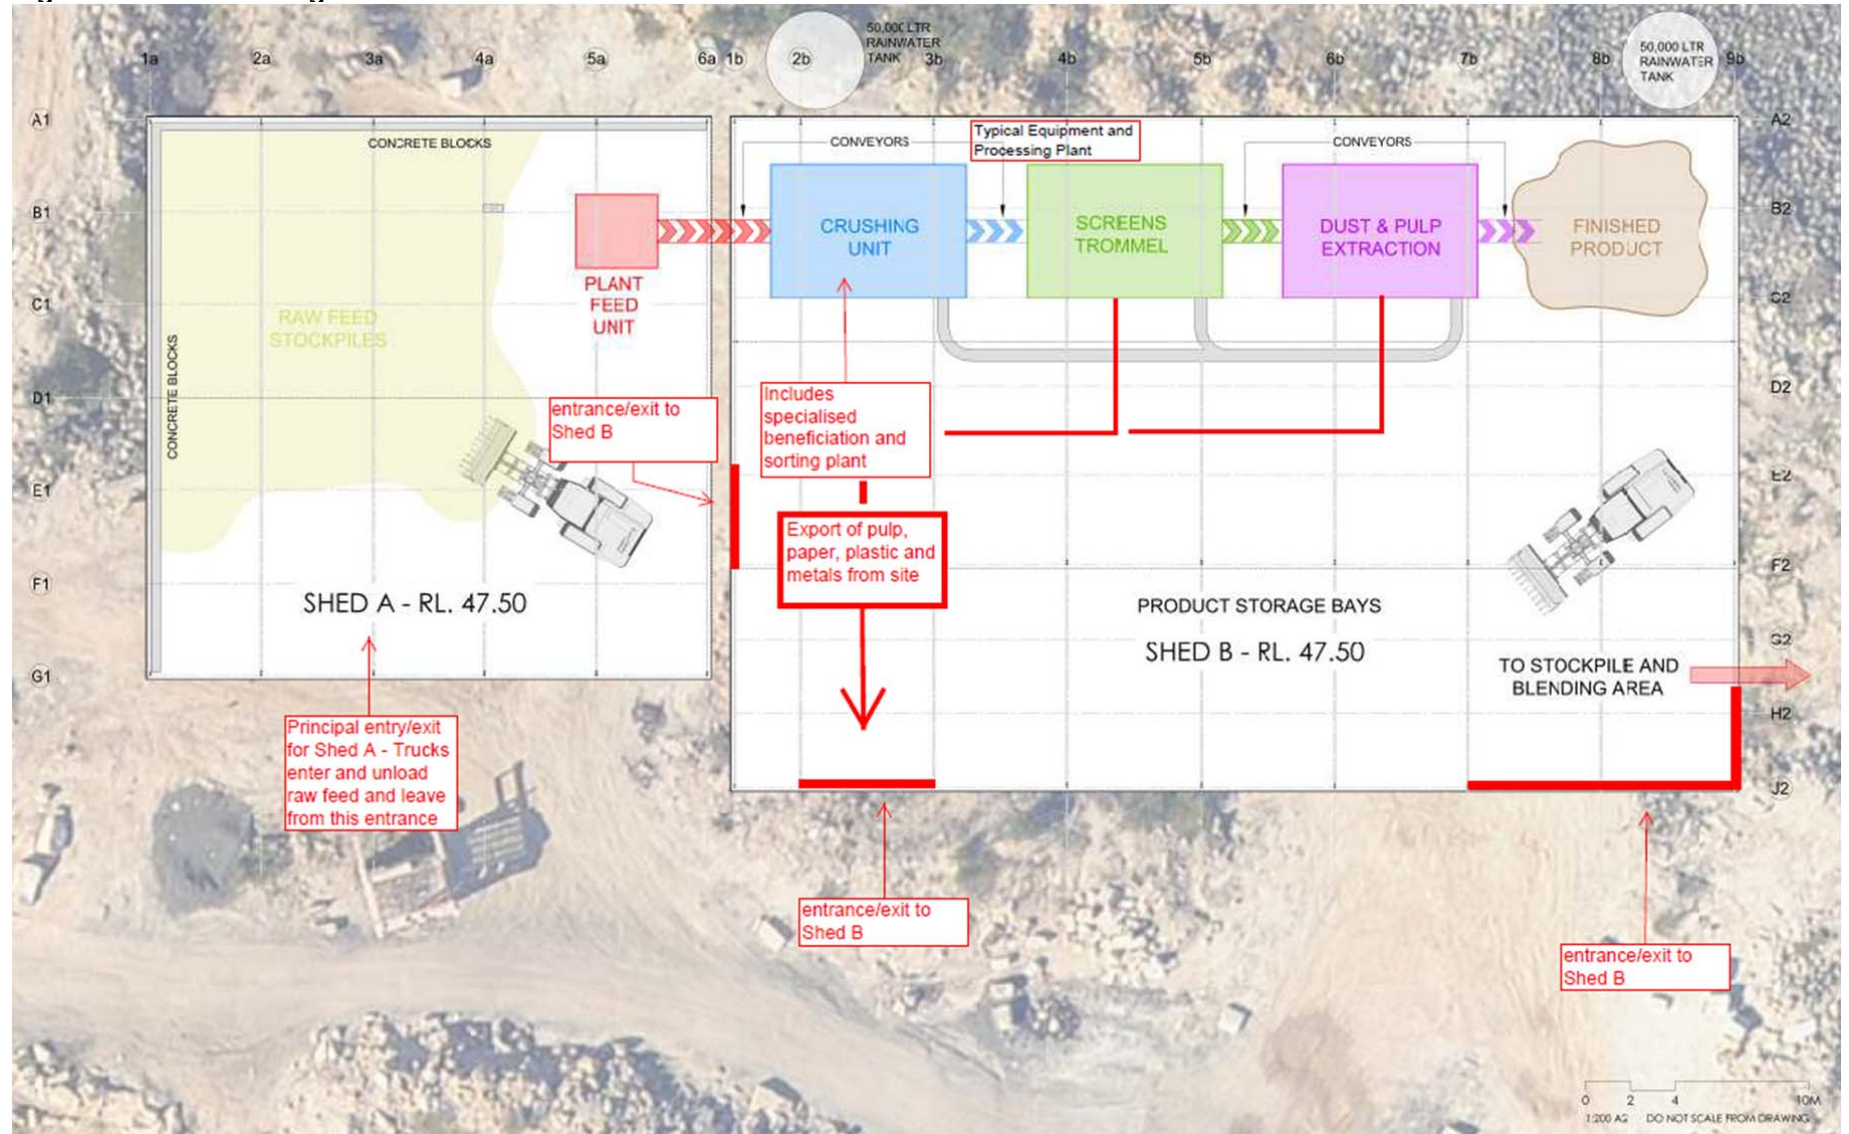 50,000 LTR
RAINWATER
TANK
50,000 LTR
RAINWATER
TANK
1a
2a
3a
4a
5a
6a
1b
2b
3b
4b
5b
6b
7b
8b
9b
A1
B1
C1
D1
E1
F1
G1
A2
B2
C2
D2
E2
F2
G2
H2
J2
CONCRETE BLOCKS
CONCRETE BLOCKS
RAW FEED
STOCKPILES
PLANT
FEED
UNIT
entrance/exit to
Shed B
SHED A - RL. 47.50
Principal entry/exit
for Shed A - Trucks
enter and unload
raw feed and leave
from this entrance
CONVEYORS
Typical Equipment and
Processing Plant
CONVEYORS
CRUSHING
UNIT
SCREENS
TROMMEL
DUST & PULP
EXTRACTION
FINISHED
PRODUCT
Includes
specialised
beneficiation and
sorting plant
Export of pulp,
paper, plastic and
metals from site
PRODUCT STORAGE BAYS
SHED B - RL. 47.50
TO STOCKPILE AND
BLENDING AREA
entrance/exit to
Shed B
entrance/exit to
Shed B
0 2 4 10M
1:200 A2 DO NOT SCALE FROM DRAWING